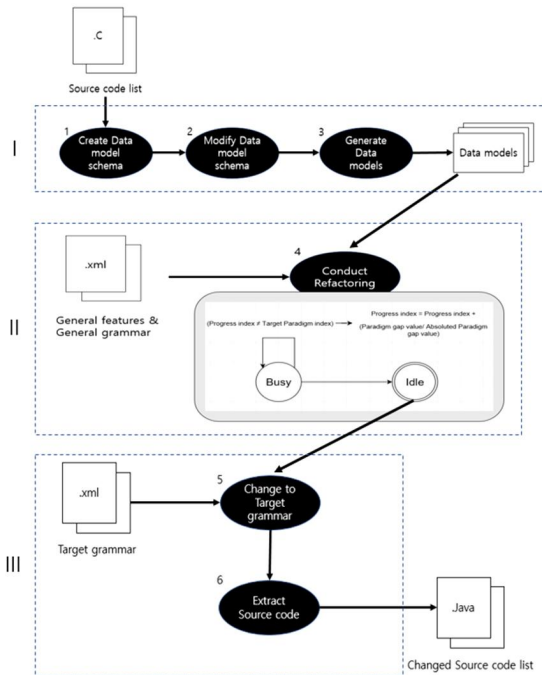 .C
Source code list
I
1
Create Data
model
schema
2
Modify Data
model
schema
3
Generate
Data
models
Data models
II
.xml
General features &
General grammar
4
Conduct
Refactoring
(Progress index ≠ Target Paradigm index)
Progress index = Progress index +
(Paradigm gap value/ Absoluted Paradigm
gap value)
Busy
Idle
III
.xml
Target grammar
5
Change to
Target
grammar
6
Extract
Source code
.Java
Changed Source code list